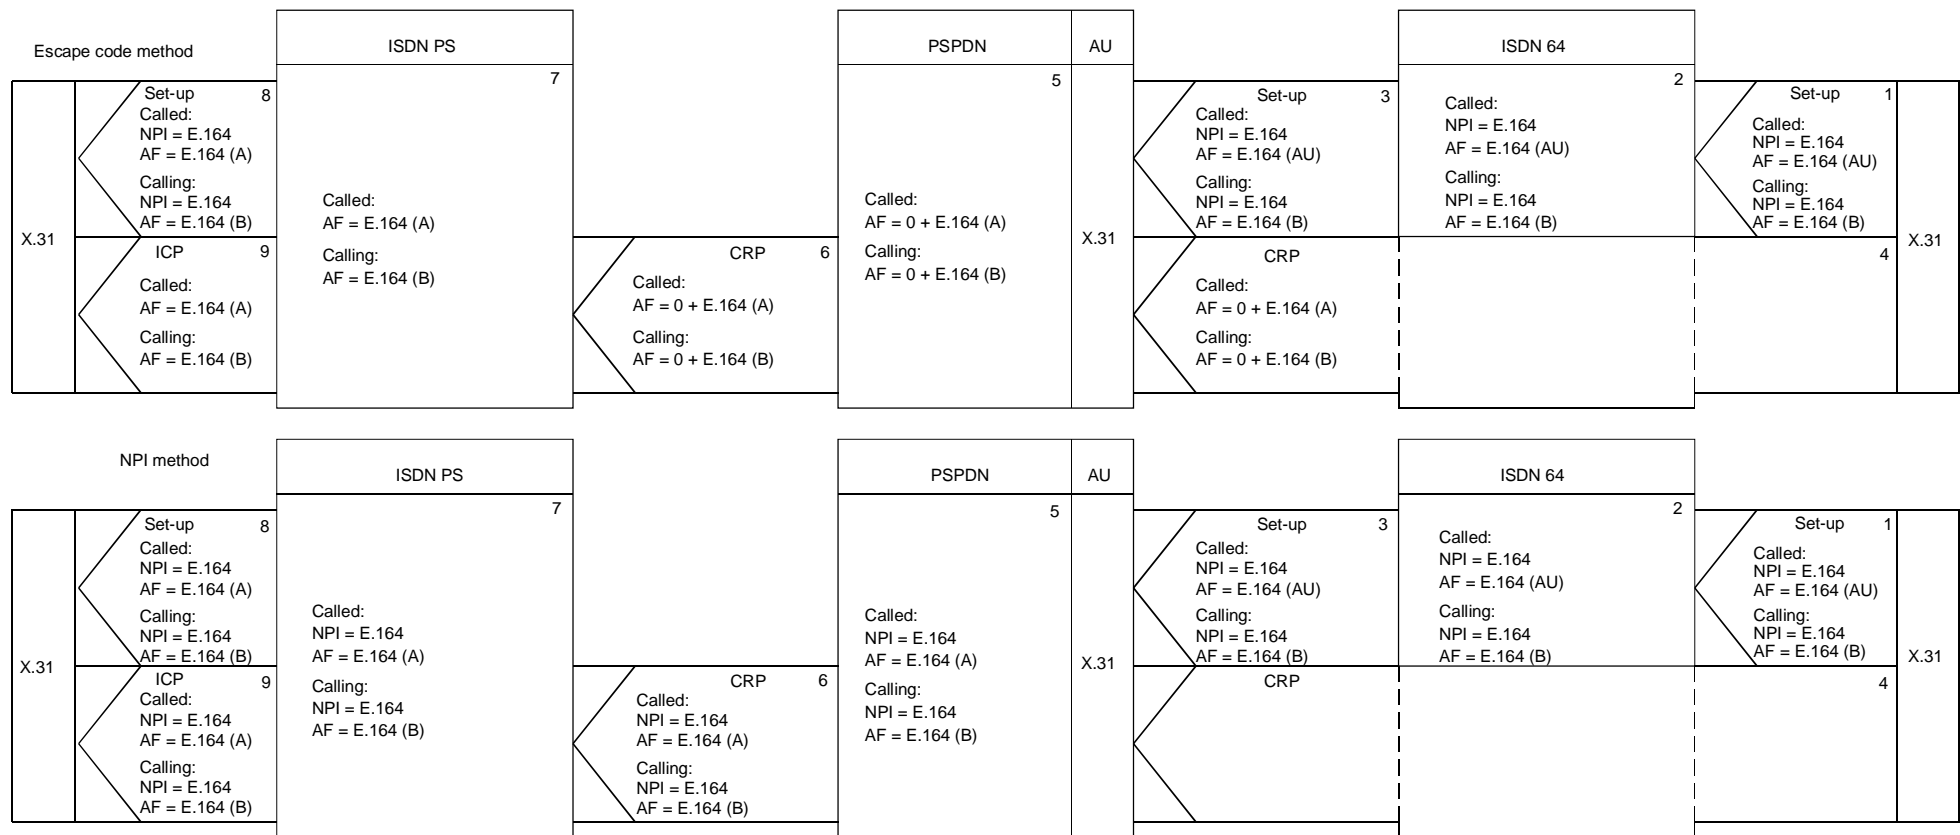 Escape code method
ISDN PS
PSPDN
AU
ISDN 64
X.31
Set-up 8
Called:
NPI = E.164
AF = E.164 (A)
Calling:
NPI = E.164
AF = E.164 (B)
ICP 9
Called:
AF = E.164 (A)
Calling:
AF = E.164 (B)
7
Called:
AF = E.164 (A)
Calling:
AF = E.164 (B)
CRP 6
Called:
AF = 0 + E.164 (A)
Calling:
AF = 0 + E.164 (B)
5
Called:
AF = 0 + E.164 (A)
Calling:
AF = 0 + E.164 (B)
X.31
Set-up 3
Called:
NPI = E.164
AF = E.164 (AU)
Calling:
NPI = E.164
AF = E.164 (B)
CRP
Called:
AF = 0 + E.164 (A)
Calling:
AF = 0 + E.164 (B)
2
Called:
NPI = E.164
AF = E.164 (AU)
Calling:
NPI = E.164
AF = E.164 (B)
Set-up 1
Called:
NPI = E.164
AF = E.164 (AU)
Calling:
NPI = E.164
AF = E.164 (B)
4
X.31
NPI method
ISDN PS
PSPDN
AU
ISDN 64
X.31
Set-up 8
Called:
NPI = E.164
AF = E.164 (A)
Calling:
NPI = E.164
AF = E.164 (B)
ICP 9
Called:
NPI = E.164
AF = E.164 (A)
Calling:
NPI = E.164
AF = E.164 (B)
7
Called:
NPI = E.164
AF = E.164 (A)
Calling:
NPI = E.164
AF = E.164 (B)
CRP 6
Called:
NPI = E.164
AF = E.164 (A)
Calling:
NPI = E.164
AF = E.164 (B)
5
Called:
NPI = E.164
AF = E.164 (A)
Calling:
NPI = E.164
AF = E.164 (B)
X.31
Set-up 3
Called:
NPI = E.164
AF = E.164 (AU)
Calling:
NPI = E.164
AF = E.164 (B)
CRP
2
Called:
NPI = E.164
AF = E.164 (AU)
Calling:
NPI = E.164
AF = E.164 (B)
Set-up 1
Called:
NPI = E.164
AF = E.164 (AU)
Calling:
NPI = E.164
AF = E.164 (B)
4
X.31